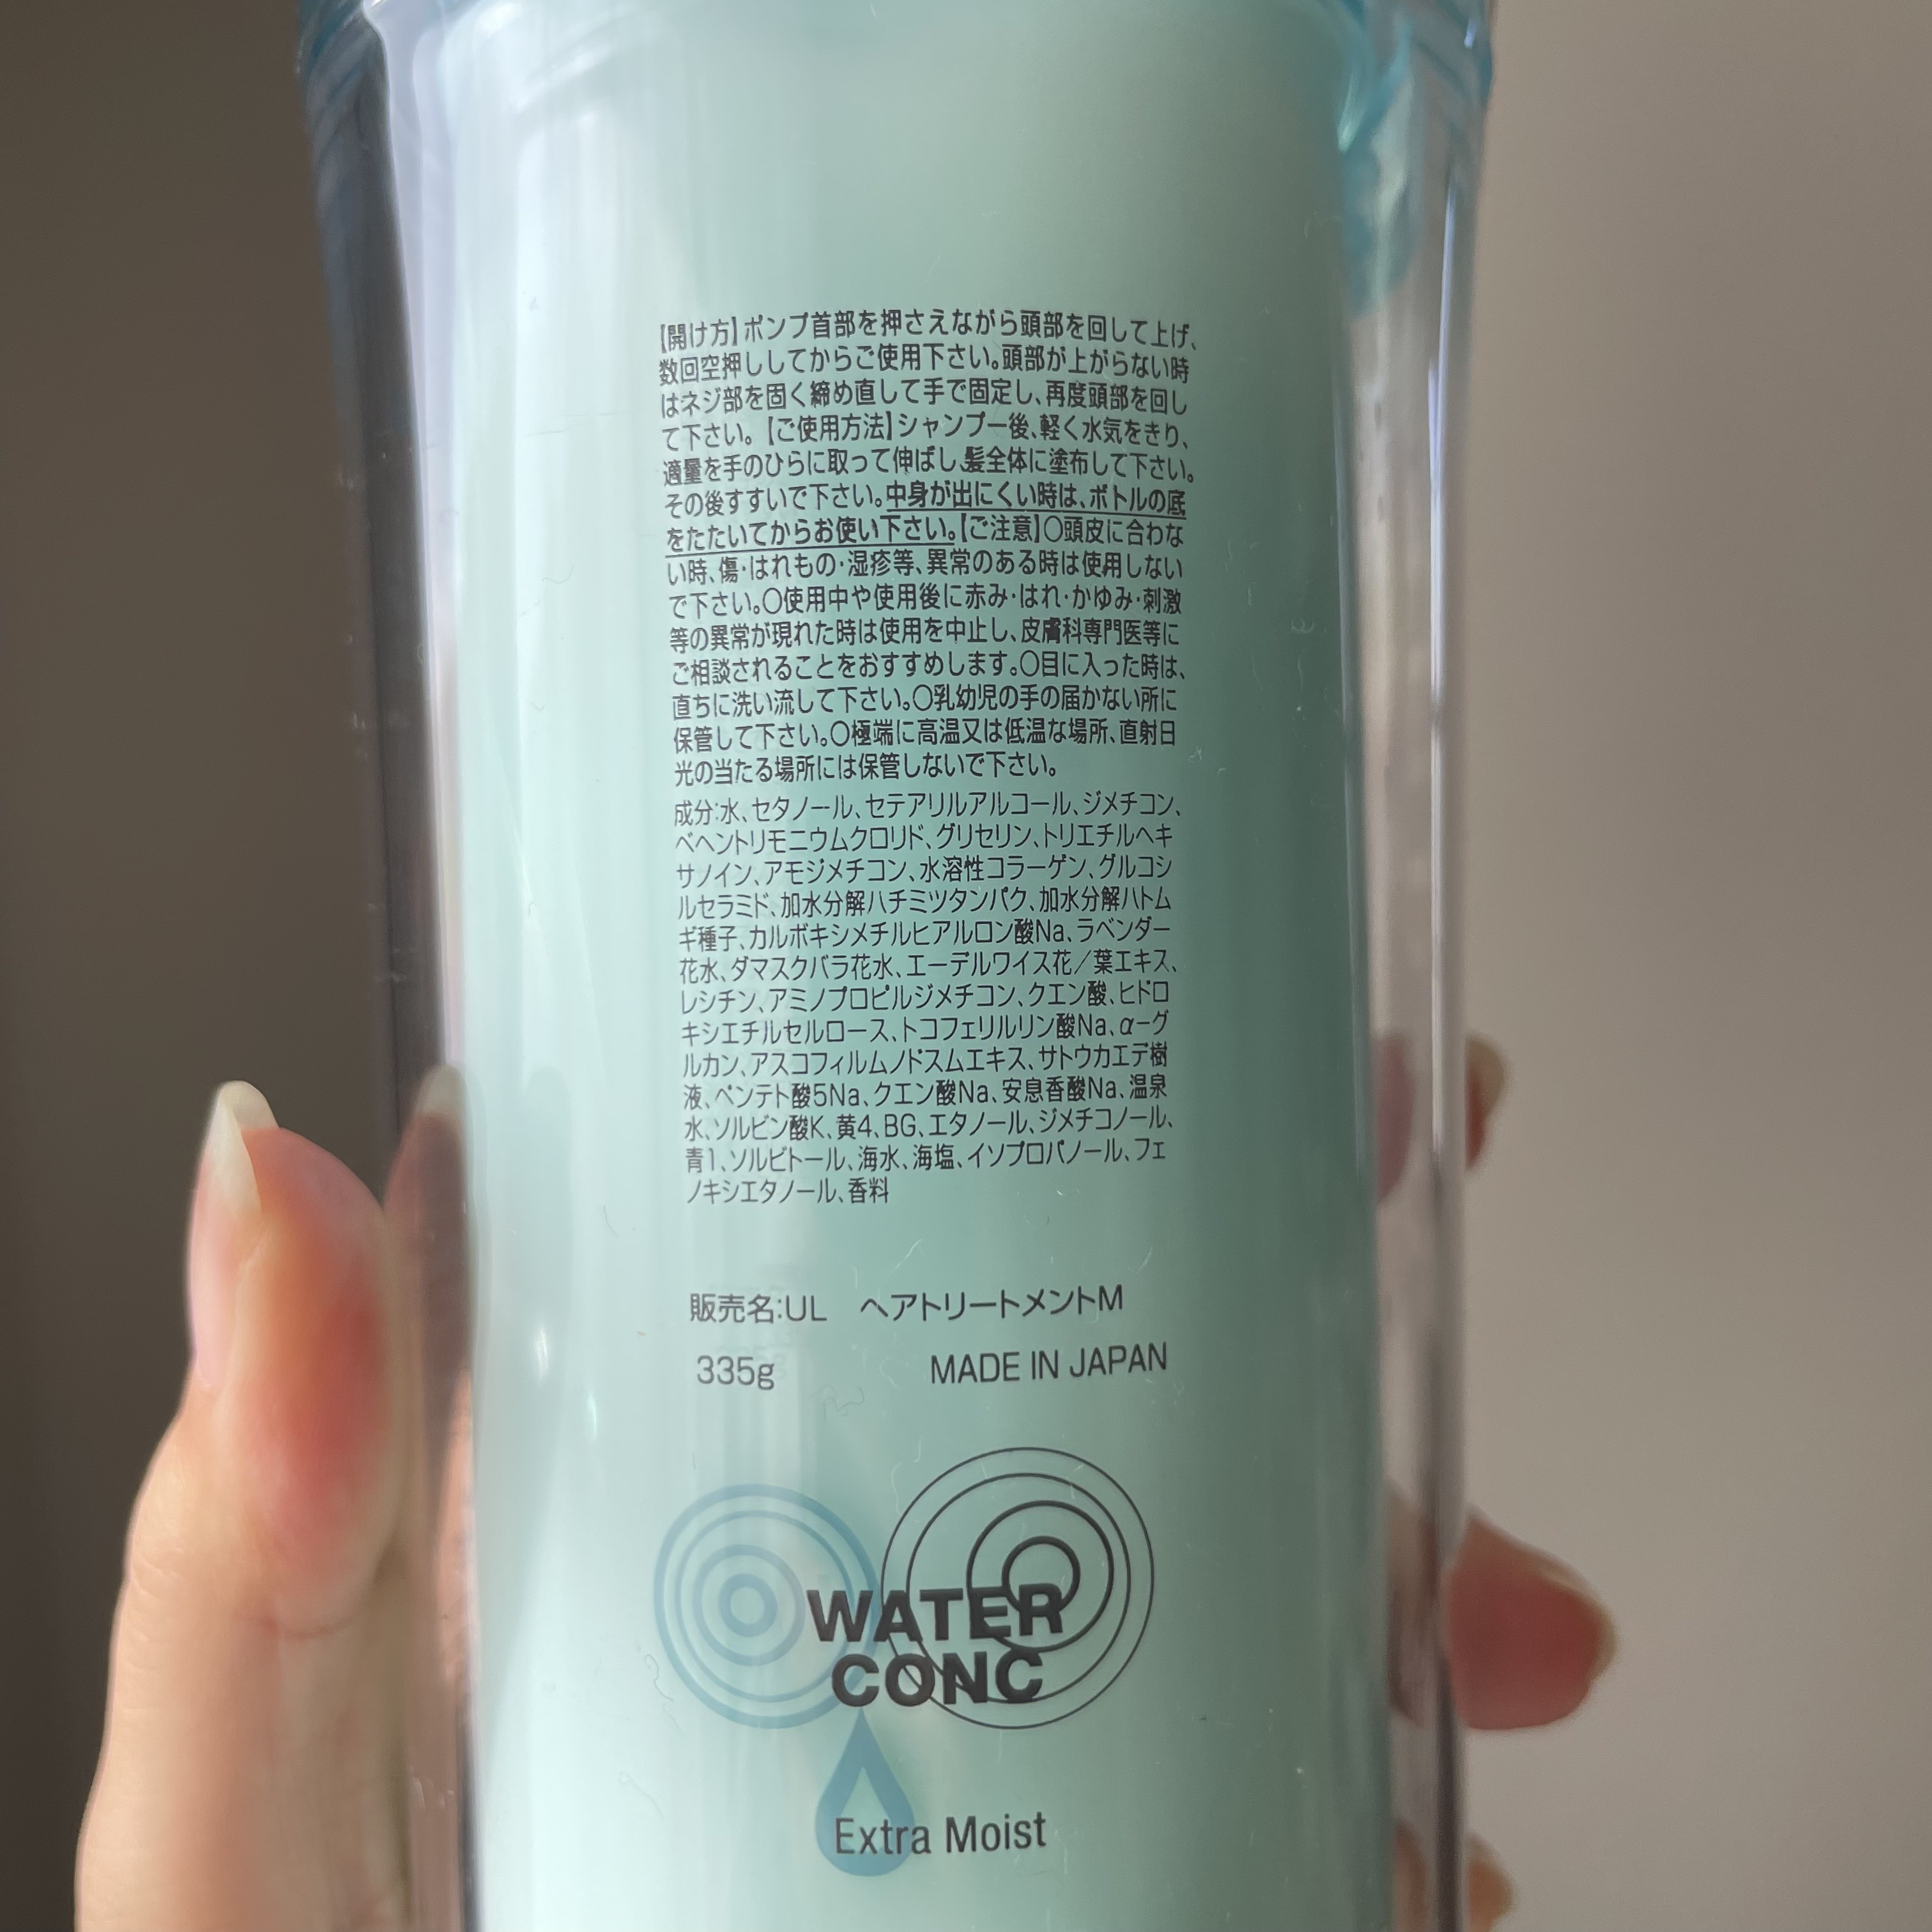 【開け方】ポンプ首部を押さえながら頭部を回して上げ、
数回空押ししてからご使用下さい。頭部が上がらない時
はネジ部を固く締め直して手で固定し、再度頭部を回し
て下さい。【ご使用方法】シャンプー後、軽く水気をきり、
適量を手のひらに取って伸ばし、髪全体に塗布して下さい。
その後すすいで下さい。中身が出にくい時は、ボトルの底
をたたいてからお使い下さい。【ご注意】○頭皮に合わな
い時、傷・はれもの・湿疹等、異常のある時は使用しない
で下さい。○使用中や使用後に赤み・はれ・かゆみ・刺激
等の異常が現れた時は使用を中止し、皮膚科専門医等に
ご相談されることをおすすめします。○目に入った時は、
直ちに洗い流して下さい。○乳幼児の手の届かない所に
保管して下さい。○極端に高温又は低温な場所、直射日
光の当たる場所には保管しないで下さい。
成分:水、セタノール、セテアリルアルコール、ジメチコン、
ベヘントリモニウムクロリド、グリセリン、トリエチルヘキ
サノイン、アモジメチコン、水溶性コラーゲン、グルコシ
ルセラミド、加水分解ハチミツタンパク、加水分解ハトム
ギ種子、カルボキシメチルヒアルロン酸Na、ラベンダー
花水、ダマスクバラ花水、エーデルワイス花／葉エキス、
レシチン、アミノプロピルジメチコン、クエン酸、ヒドロ
キシエチルセルロース、トコフェリルリン酸Na、α－グ
ルカン、アスコフィルムノドスムエキス、サトウカエデ樹
液、ペンテト酸5Na、クエン酸Na、安息香酸Na、温泉
水、ソルビン酸K、黄4、BG、エタノール、ジメチコノール、
青1、ソルビトール、海水、海塩、イソプロパノール、フェ
ノキシエタノール、香料
販売名:UL ヘアトリートメントM
335g MADE IN JAPAN
WATER
CONC
Extra Moist